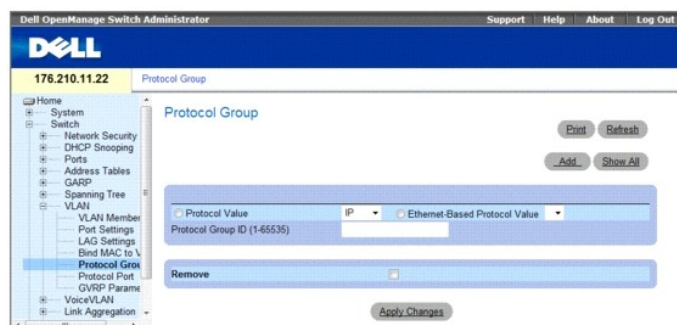 Dell OpenManage Switch Administrator
Support Help About Log Out
DELL
176.210.11.22
Protocol Group
Home
System
Switch
Network Security
DHCP Snooping
Ports
Address Tables
GARP
Spanning Tree
VLAN
VLAN Member
Port Settings
LAG Settings
Bind MAC to V
Protocol Grou
Protocol Port
GVRP Parame
VoiceVLAN
Link Aggregation
Protocol Group
Print Refresh
Add Show All
Protocol Value IP Ethernet-Based Protocol Value
Protocol Group ID (1-65535)
Remove
Apply Changes